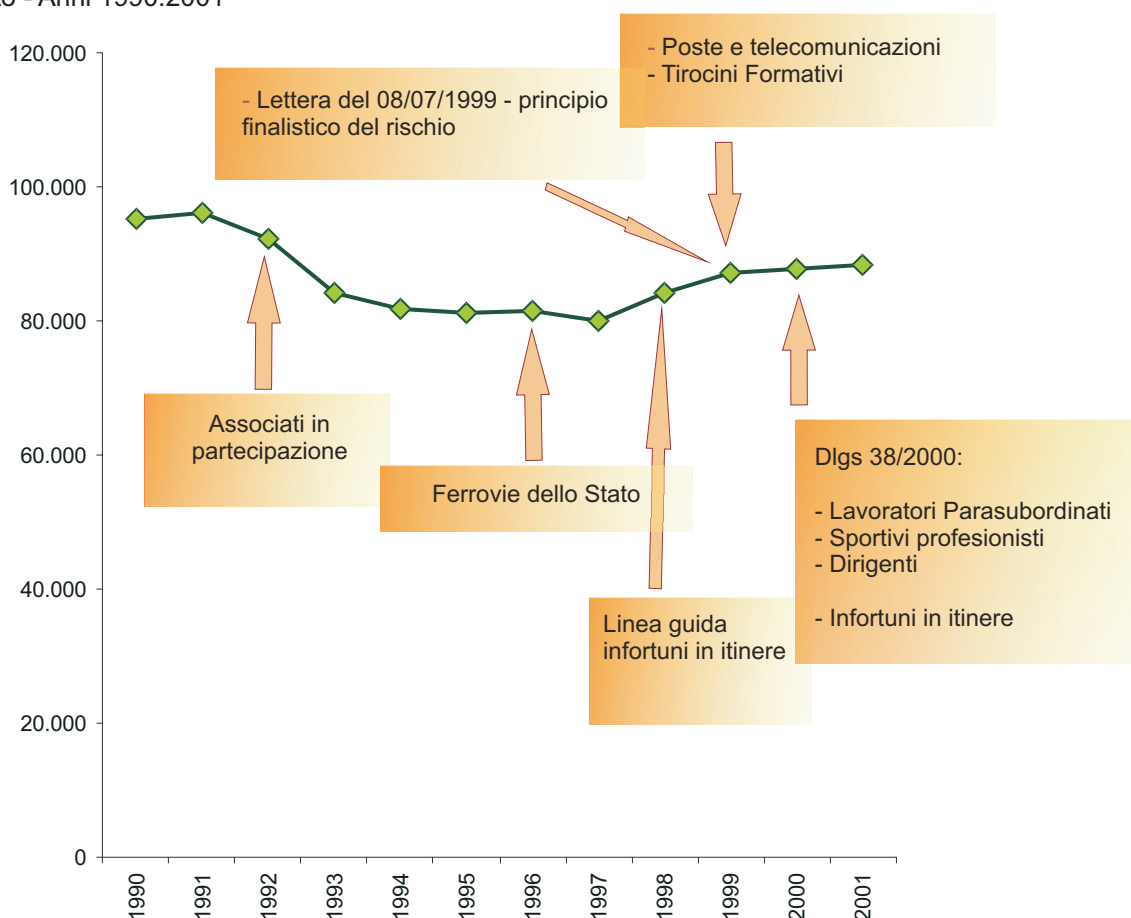 - Anni 1990.2001
120.000
100.000
80.000
60.000
40.000
20.000
0
- Lettera del 08/07/1999 - principio
finalistico del rischio
- Poste e telecomunicazioni
- Tirocini Formativi
Associati in
partecipazione
Ferrovie dello Stato
Linea guida
infortuni in itinere
Dlgs 38/2000:
- Lavoratori Parasubordinati
- Sportivi profesionisti
- Dirigenti
- Infortuni in itinere
1990
1991
1992
1993
1994
1995
1996
1997
1998
1999
2000
2001